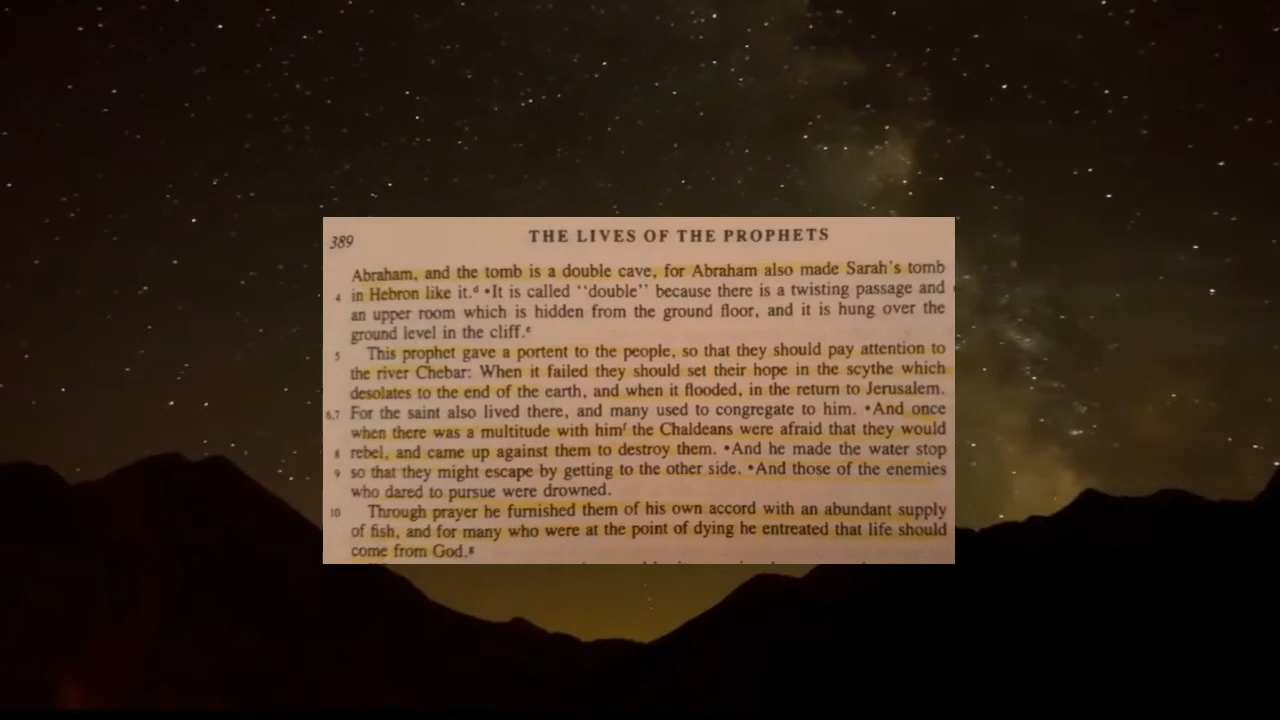 389
THE LIVES OF THE PROPHETS
Abraham, and the tomb is a double cave, for Abraham also made Sarah's tomb
4 in Hebron like it.ᵈ •It is called ‘‘double’’ because there is a twisting passage and
an upper room which is hidden from the ground floor, and it is hung over the
ground level in the cliff.ᵉ
5 This prophet gave a portent to the people, so that they should pay attention to
the river Chebar: When it failed they should set their hope in the scythe which
desolates to the end of the earth, and when it flooded, in the return to Jerusalem.
6,7 For the saint also lived there, and many used to congregate to him. •And once
when there was a multitude with himᶠ the Chaldeans were afraid that they would
8 rebel, and came up against them to destroy them. •And he made the water stop
9 so that they might escape by getting to the other side. •And those of the enemies
who dared to pursue were drowned.
10 Through prayer he furnished them of his own accord with an abundant supply
of fish, and for many who were at the point of dying he entreated that life should
come from God.ᵍ